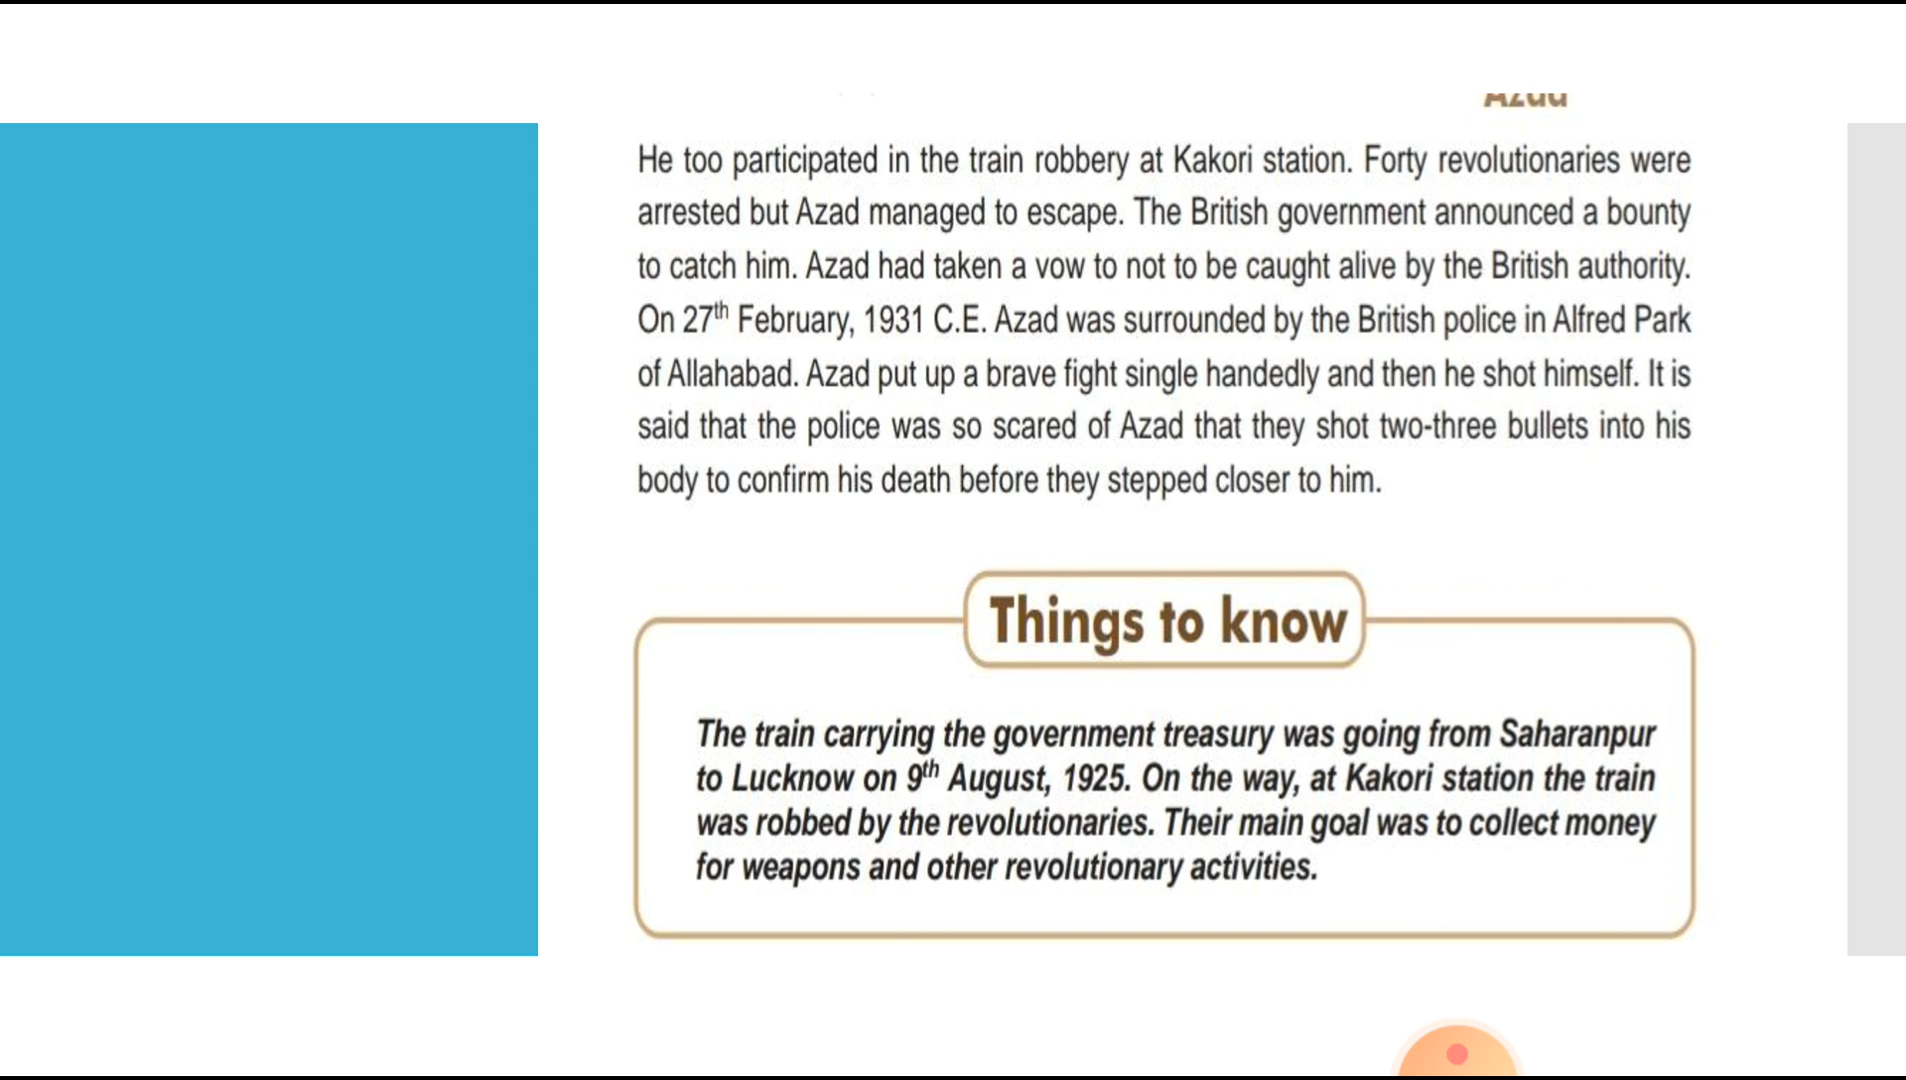 Azad
He too participated in the train robbery at Kakori station. Forty revolutionaries were
arrested but Azad managed to escape. The British government announced a bounty
to catch him. Azad had taken a vow to not to be caught alive by the British authority.
On 27th February, 1931 C.E. Azad was surrounded by the British police in Alfred Park
of Allahabad. Azad put up a brave fight single handedly and then he shot himself. It is
said that the police was so scared of Azad that they shot two-three bullets into his
body to confirm his death before they stepped closer to him.
Things to know
The train carrying the government treasury was going from Saharanpur
to Lucknow on 9th August, 1925. On the way, at Kakori station the train
was robbed by the revolutionaries. Their main goal was to collect money
for weapons and other revolutionary activities.